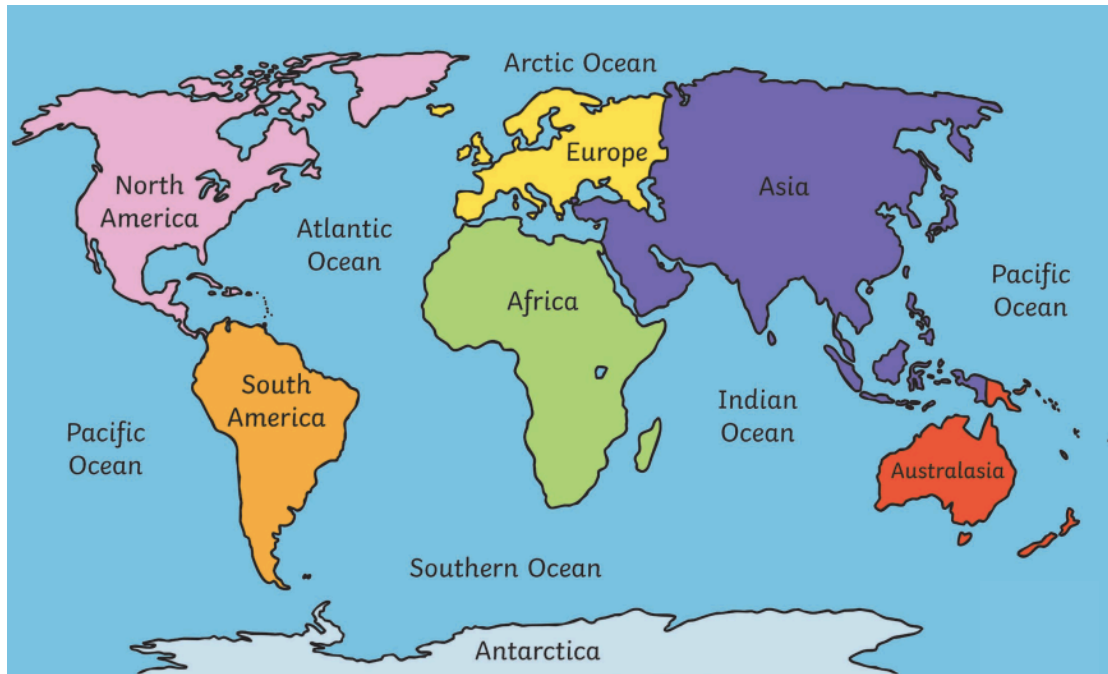 Arctic Ocean
North
America
Europe
Asia
Atlantic
Ocean
Africa
Pacific
Ocean
South
America
Indian
Ocean
Pacific
Ocean
Australasia
Southern Ocean
Antarctica